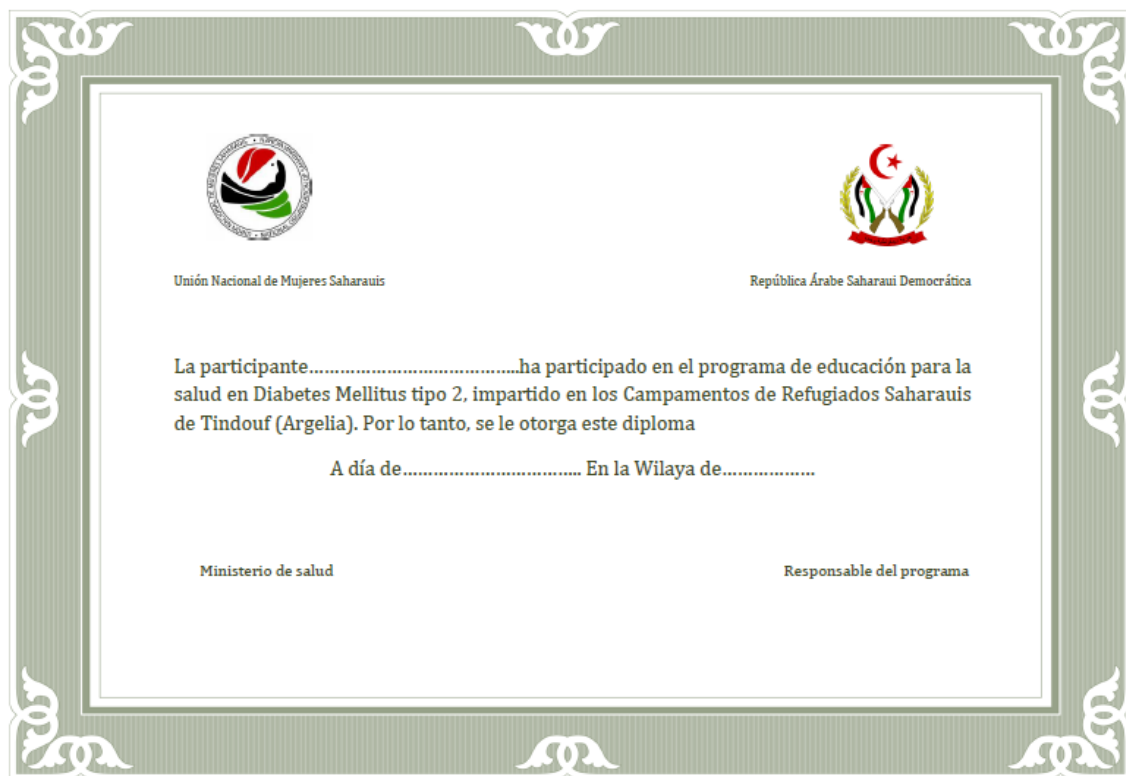 Unión Nacional de Mujeres Saharauis
República Árabe Saharaui Democrática
La participante……………………………………ha participado en el programa de educación para la
salud en Diabetes Mellitus tipo 2, impartido en los Campamentos de Refugiados Saharauis
de Tindouf (Argelia). Por lo tanto, se le otorga este diploma
A día de…………………………….. En la Wilaya de………………
Ministerio de salud
Responsable del programa